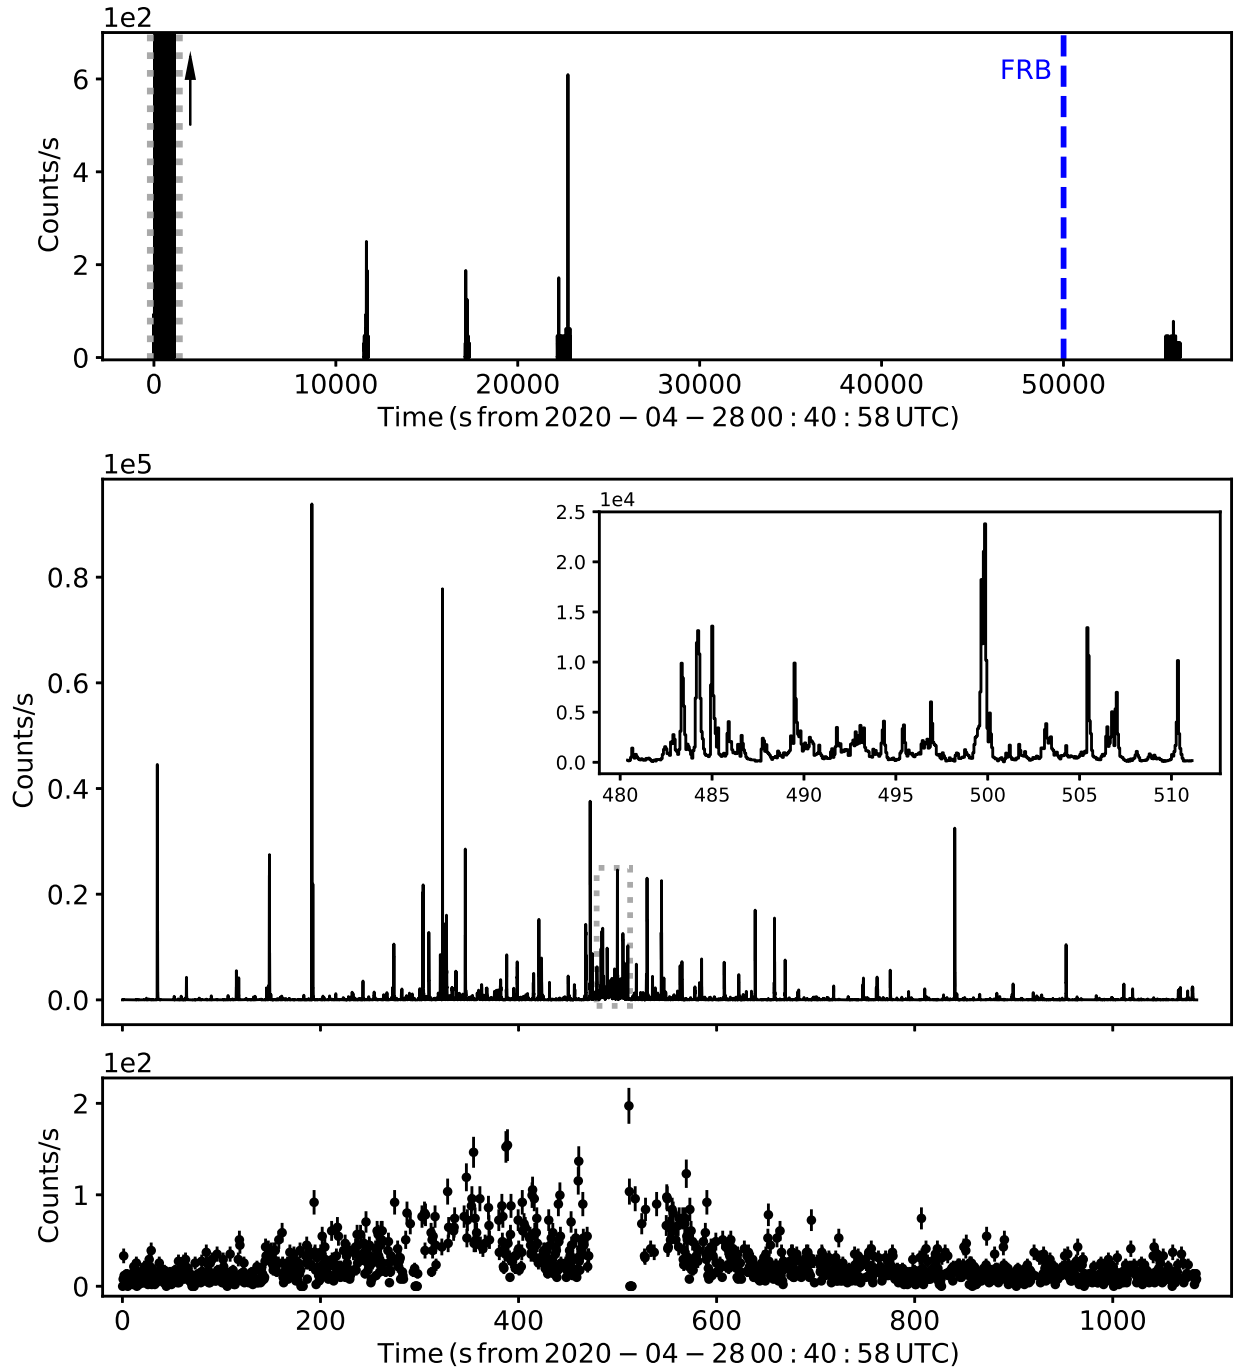 1e2
6
4
2
0
Counts/s
FRB
0 10000 20000 30000 40000 50000
Time (s from 2020 − 04 − 28 00 : 40 : 58 UTC)
1e5
0.8
0.6
0.4
0.2
0.0
Counts/s
1e4
2.5
2.0
1.5
1.0
0.5
0.0
480 485 490 495 500 505 510
1e2
2
1
0
Counts/s
0 200 400 600 800 1000
Time (s from 2020 − 04 − 28 00 : 40 : 58 UTC)